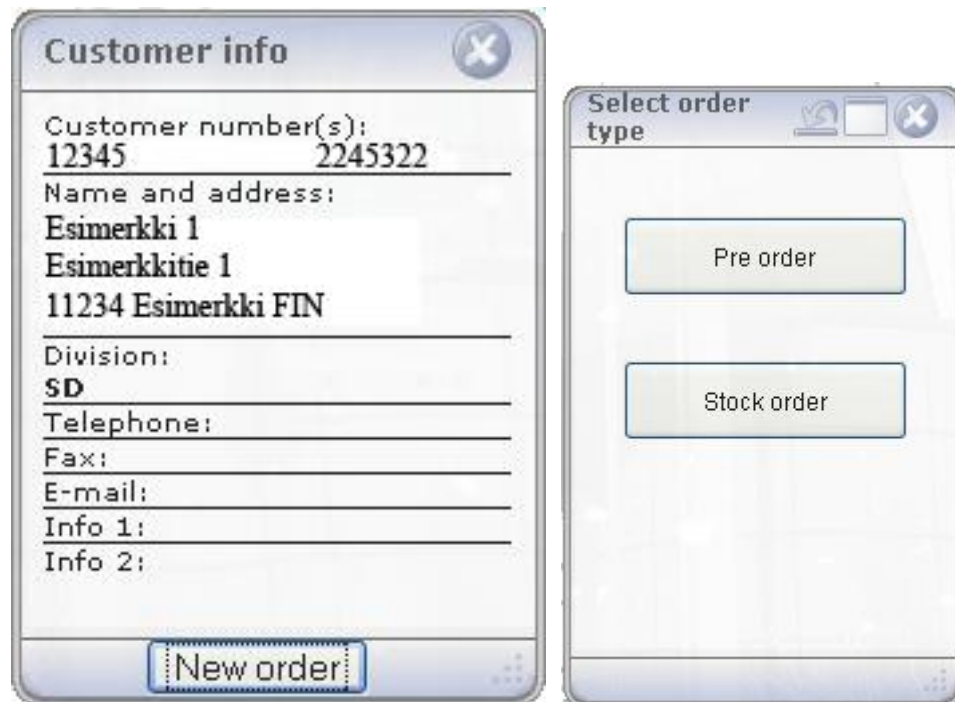 Customer info
Customer number(s):
12345 2245322
Name and address:
Esimerkki 1
Esimerkkitie 1
11234 Esimerkki FIN
Division:
SD
Telephone:
Fax:
E-mail:
Info 1:
Info 2:
New order
Select order
type
Pre order
Stock order